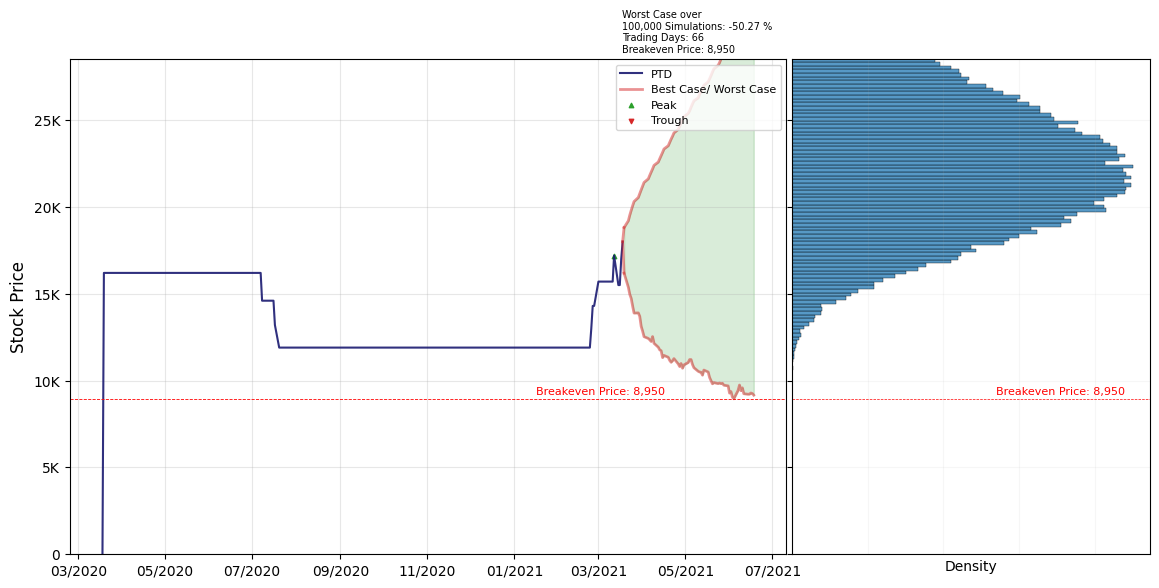 Worst Case over
100,000 Simulations: -50.27 %
Trading Days: 66
Breakeven Price: 8,950
PTD
Best Case/ Worst Case
Peak
Trough
Stock Price
25K
20K
15K
10K
5K
0
Breakeven Price: 8,950
Breakeven Price: 8,950
03/2020 05/2020 07/2020 09/2020 11/2020 01/2021 03/2021 05/2021 07/2021
Density